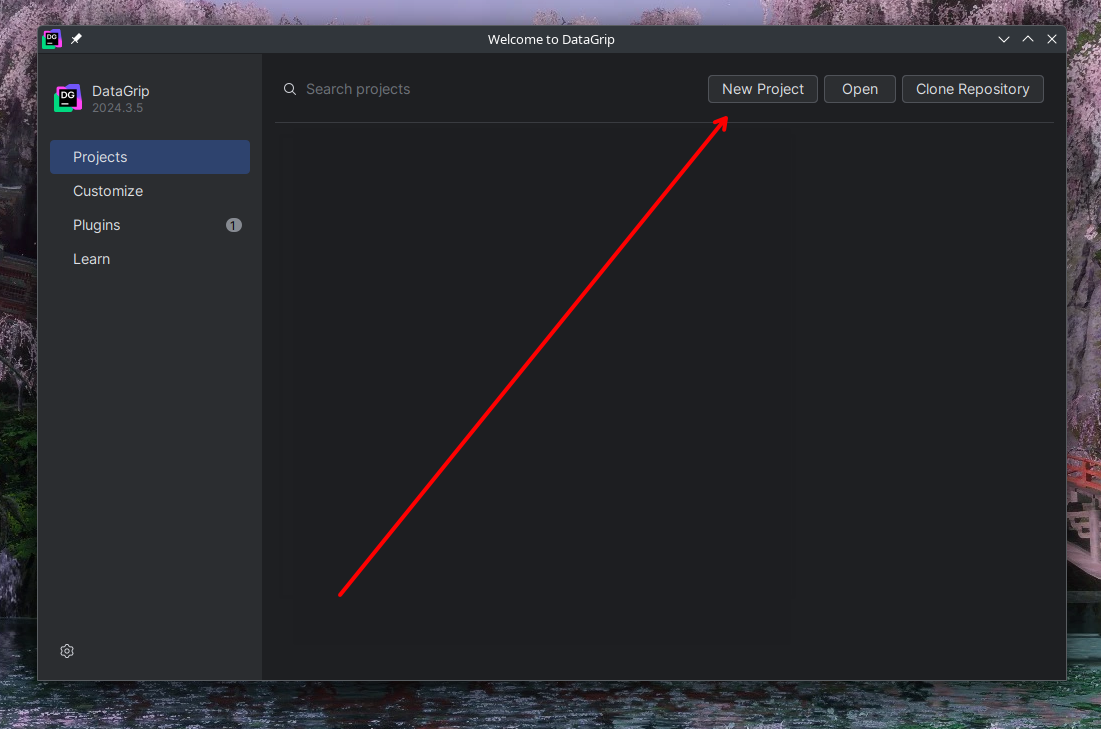 Welcome to DataGrip
DG
DG
DataGrip
2024.3.5
Search projects
New Project
Open
Clone Repository
Projects
Customize
Plugins
1
Learn